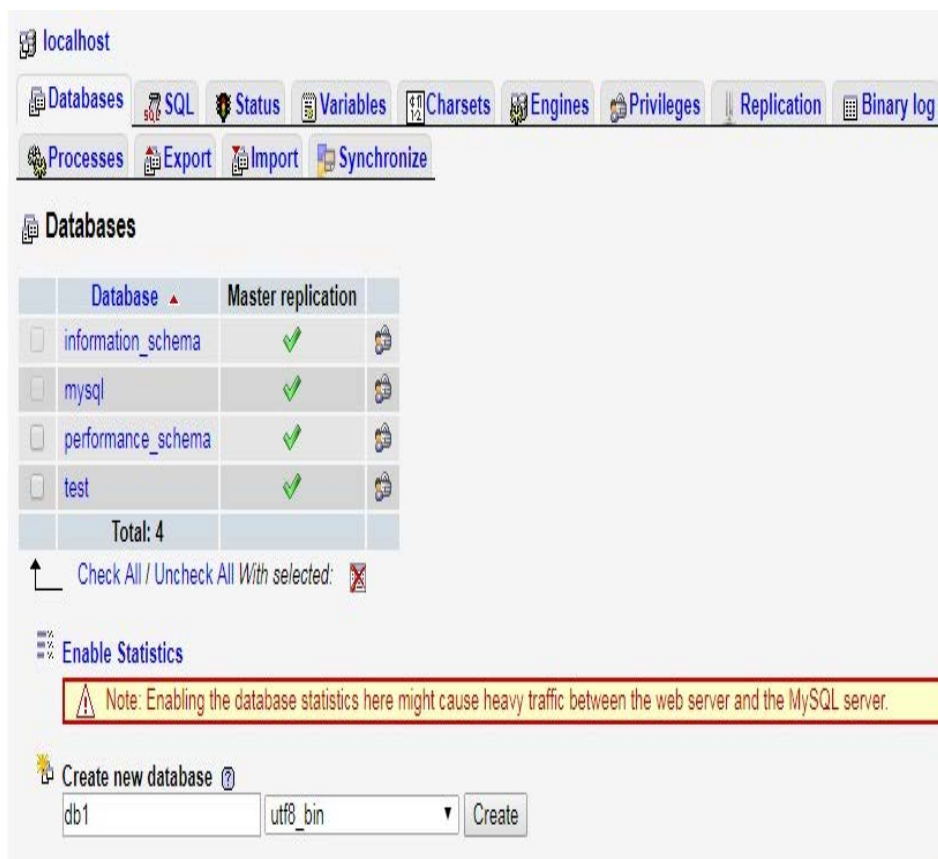 localhost
Databases SQL Status Variables Charsets Engines Privileges Replication Binary log
Processes Export Import Synchronize
Databases
Database Master replication
information_schema
mysql
performance_schema
test
Total: 4
Check All / Uncheck All With selected:
Enable Statistics
Note: Enabling the database statistics here might cause heavy traffic between the web server and the MySQL server.
Create new database
db1 utf8_bin Create